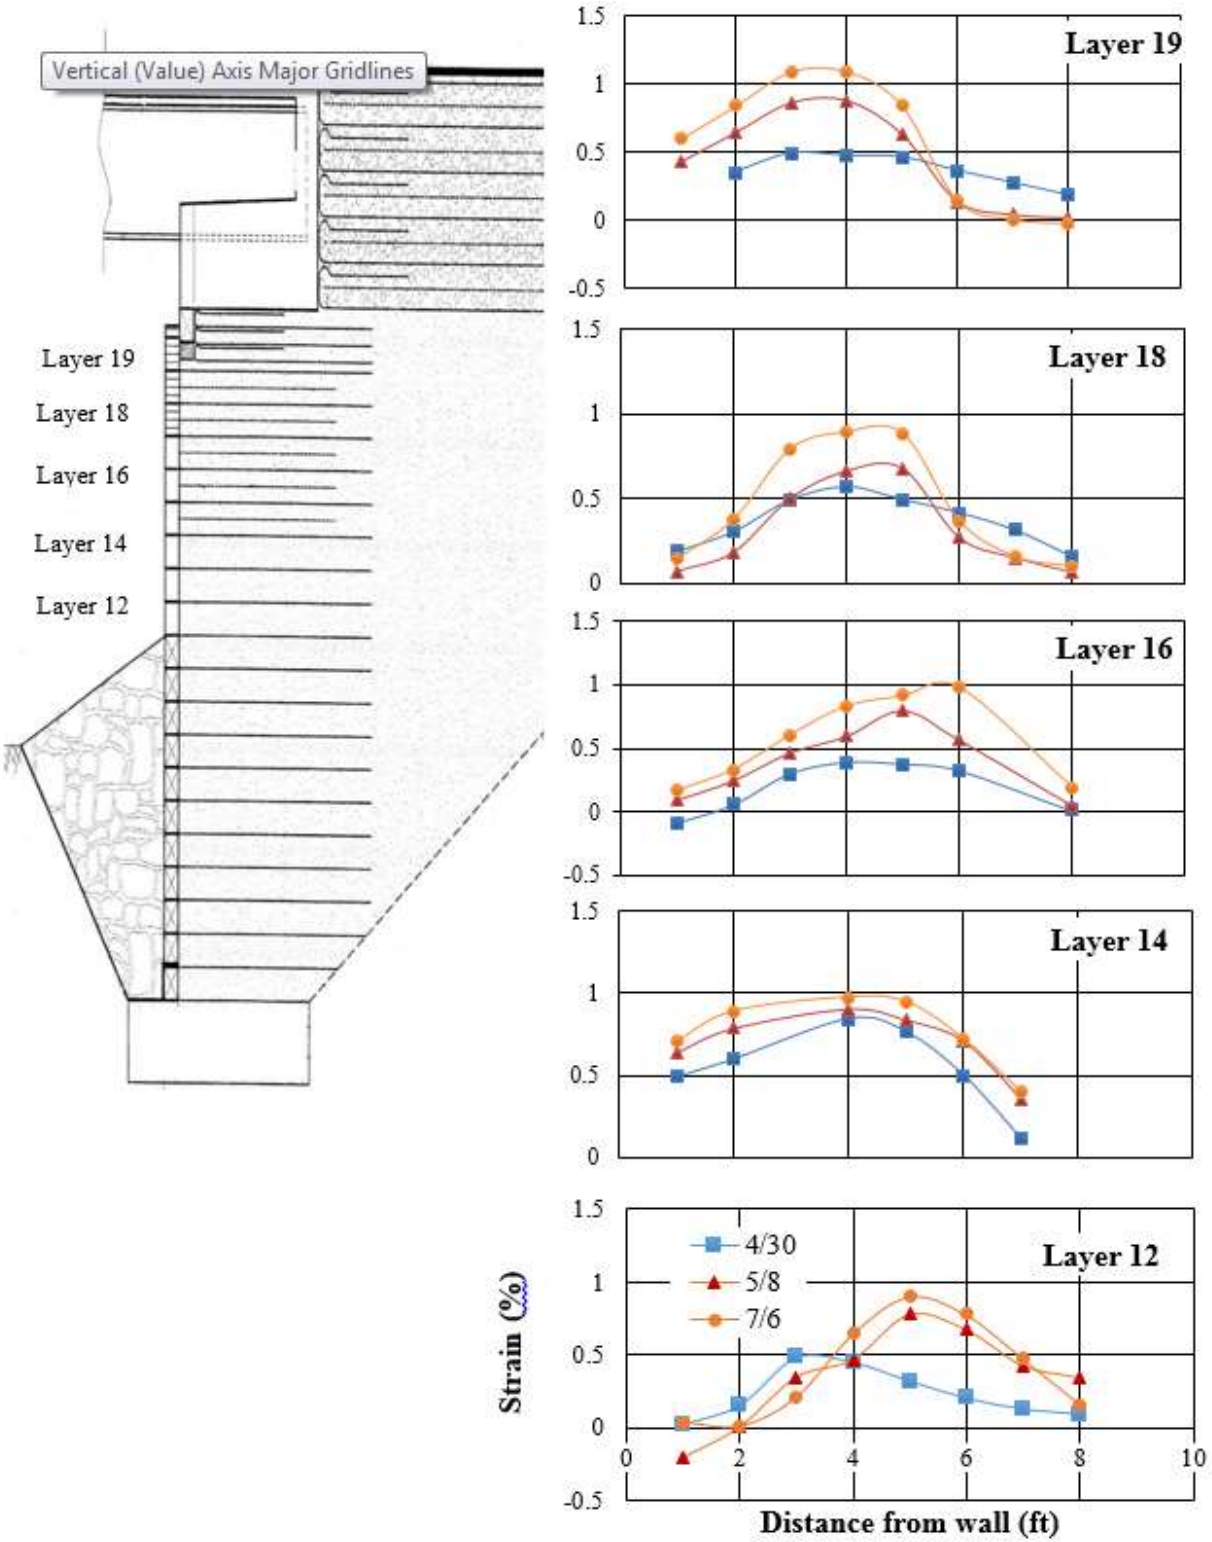 Vertical (Value) Axis Major Gridlines
Layer 19
Layer 18
Layer 16
Layer 14
Layer 12
1.5
1
0.5
0
-0.5
Layer 19
1.5
1
0.5
0
Layer 18
1.5
1
0.5
0
-0.5
Layer 16
1.5
1
0.5
0
Layer 14
1.5
1
0.5
0
-0.5
Layer 12
4/30
5/8
7/6
0 2 4 6 8 10
Strain (%)
Distance from wall (ft)